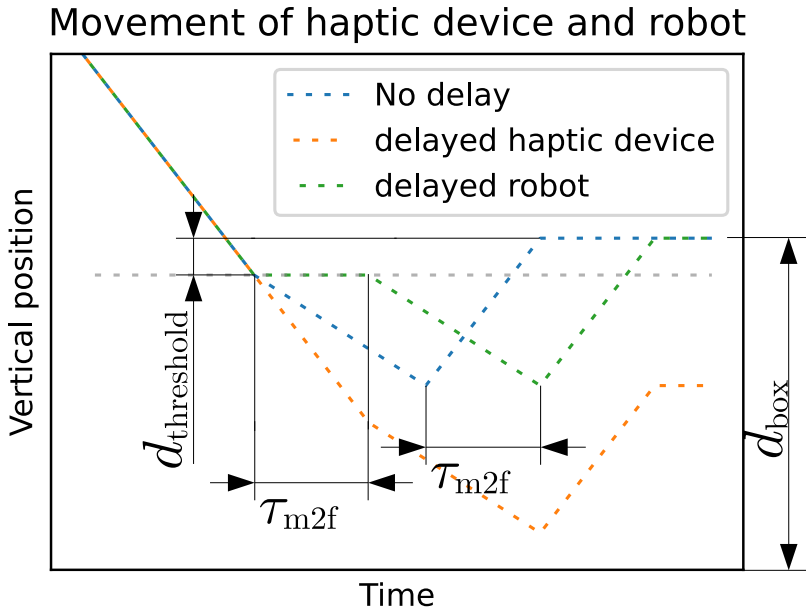 Movement of haptic device and robot
No delay
delayed haptic device
delayed robot
Vertical position
d_threshold
τ_m2f
τ_m2f
d_box
Time